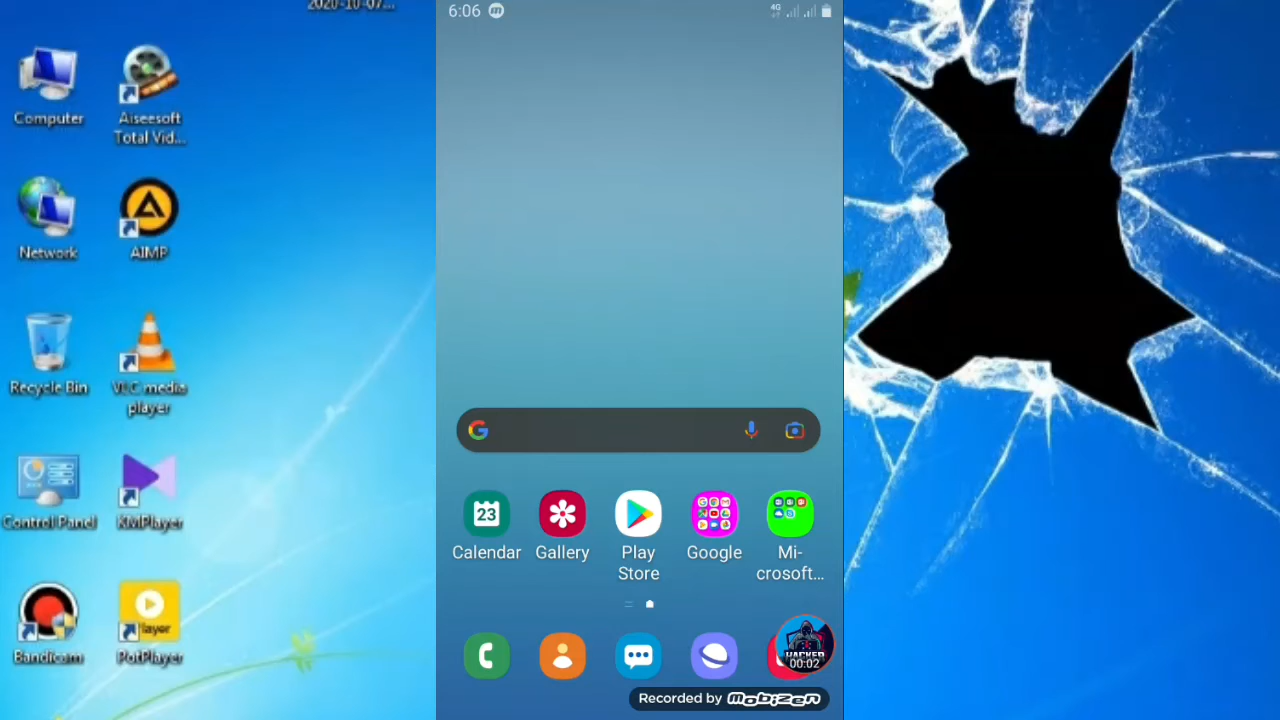 2020-10-07...
Computer
Aiseesoft
Total Vid...
Network
AIMP
Recycle Bin
VLC media
player
Control Panel
KMPlayer
Bandicam
layer
PotPlayer
6:06
m
4G
23
Calendar
Gallery
Play
Store
Google
Mi-
crosoft...
HACKER
00:02
Recorded by mobizen